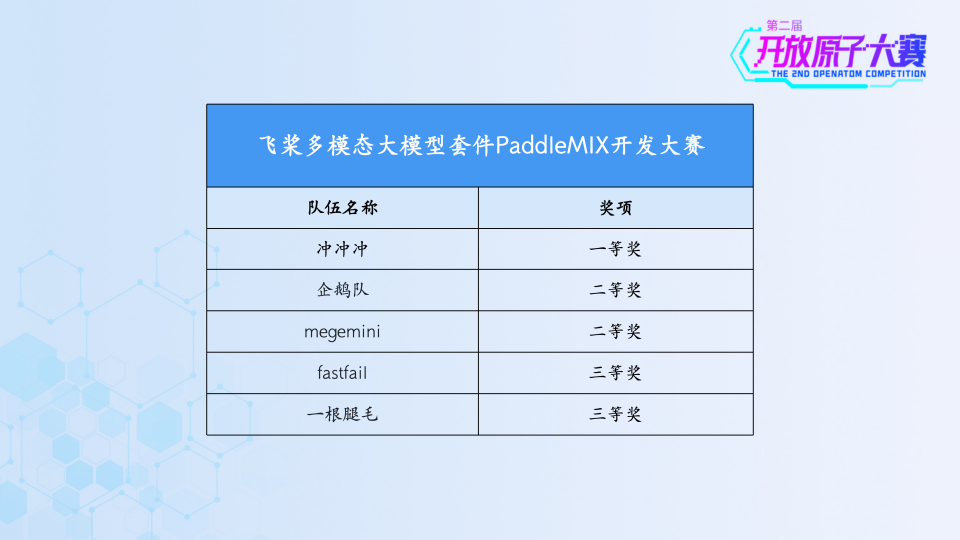 第二届
开放原子大赛
THE 2ND OPENATOM COMPETITION
飞桨多模态大模型套件PaddleMIX开发大赛
队伍名称 奖项
冲冲冲 一等奖
企鹅队 二等奖
megemini 二等奖
fastfail 三等奖
一根腿毛 三等奖